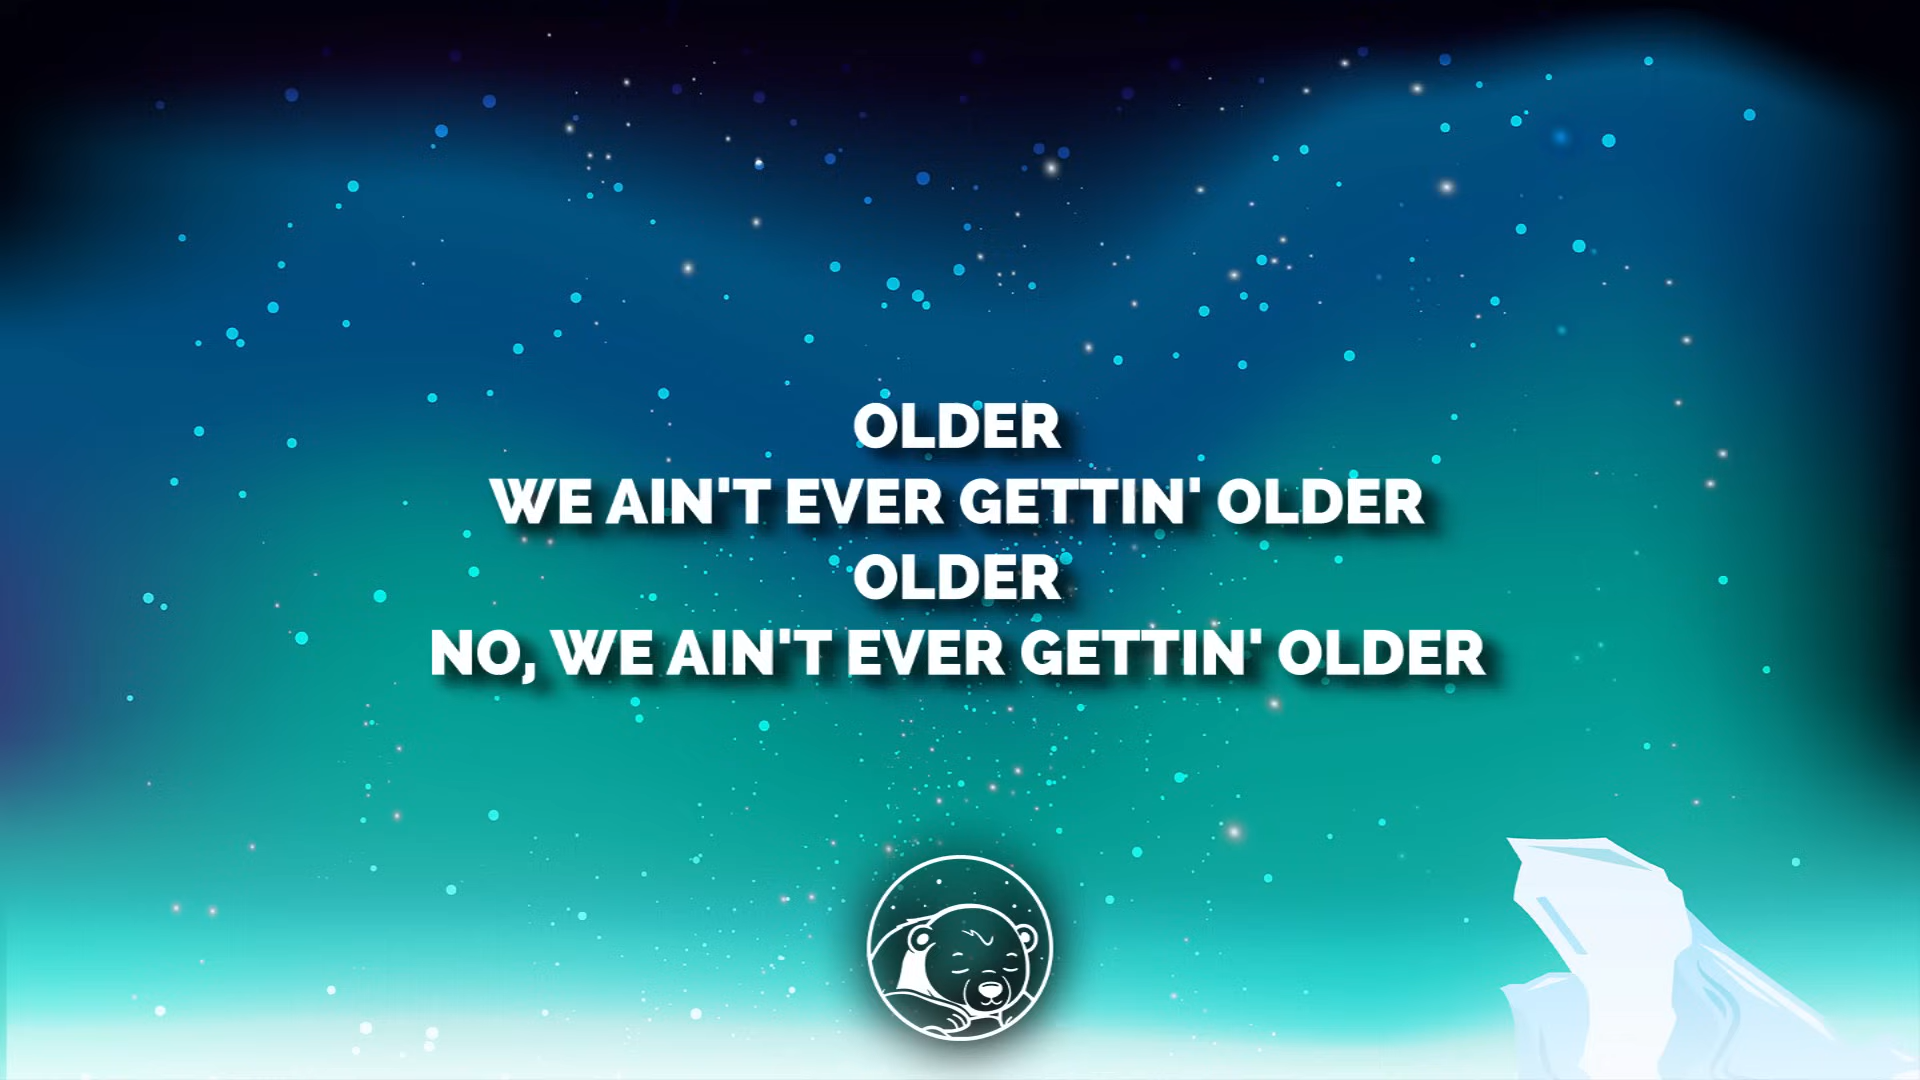 OLDER
WE AIN'T EVER GETTIN' OLDER
OLDER
NO, WE AIN'T EVER GETTIN' OLDER